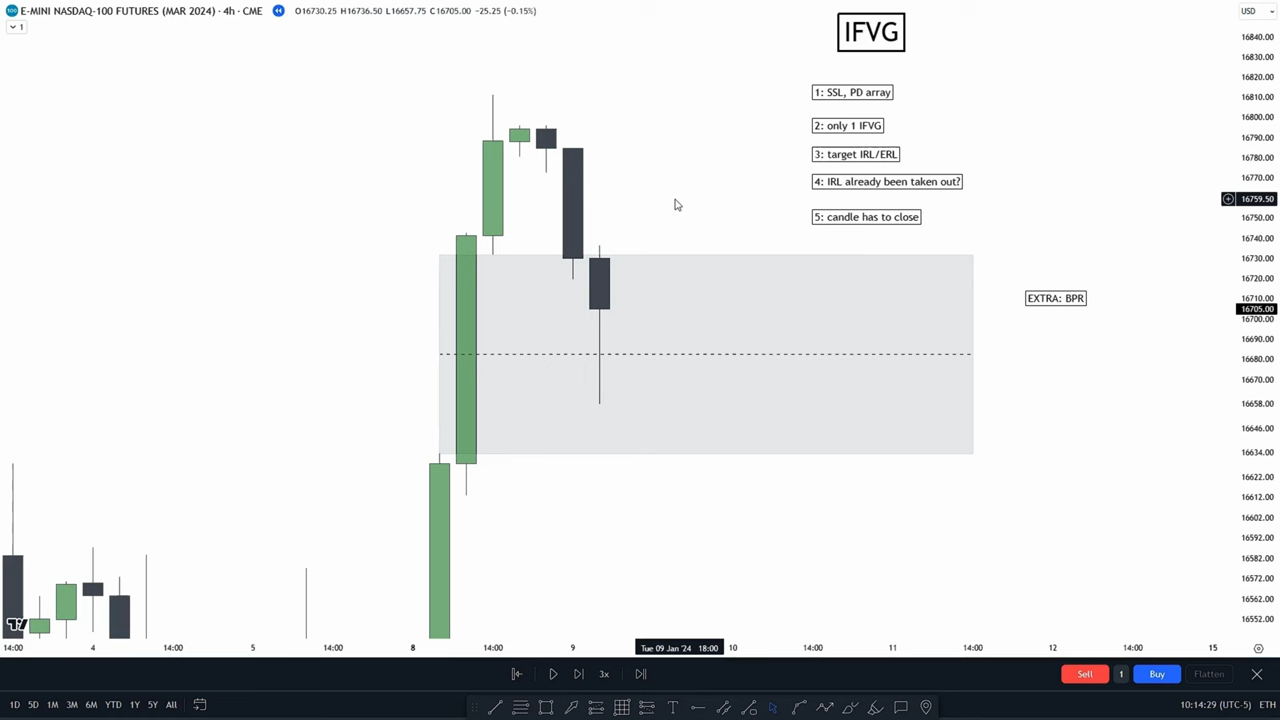 E-MINI NASDAQ-100 FUTURES (MAR 2024) · 4h · CME O16730.25 H16736.50 L16657.75 C16705.00 -25.25 (-0.15%)
USD
1
IFVG
1: SSL, PD array
2: only 1 IFVG
3: target IRL/ERL
4: IRL already been taken out?
5: candle has to close
EXTRA: BPR
16840.00
16830.00
16820.00
16810.00
16800.00
16790.00
16780.00
16770.00
16759.50
16750.00
16740.00
16730.00
16720.00
16710.00
16705.00
16700.00
16690.00
16680.00
16670.00
16658.00
16646.00
16634.00
16622.00
16612.00
16602.00
16592.00
16582.00
16572.00
16562.00
16552.00
14:00 4 14:00 5 14:00 8 14:00 9 Tue 09 Jan '24 18:00 10 14:00 11 14:00 15
3x Sell 1 Buy Flatten
1D 5D 1M 3M 6M YTD 1Y 5Y All 10:14:29 (UTC-5) ETH